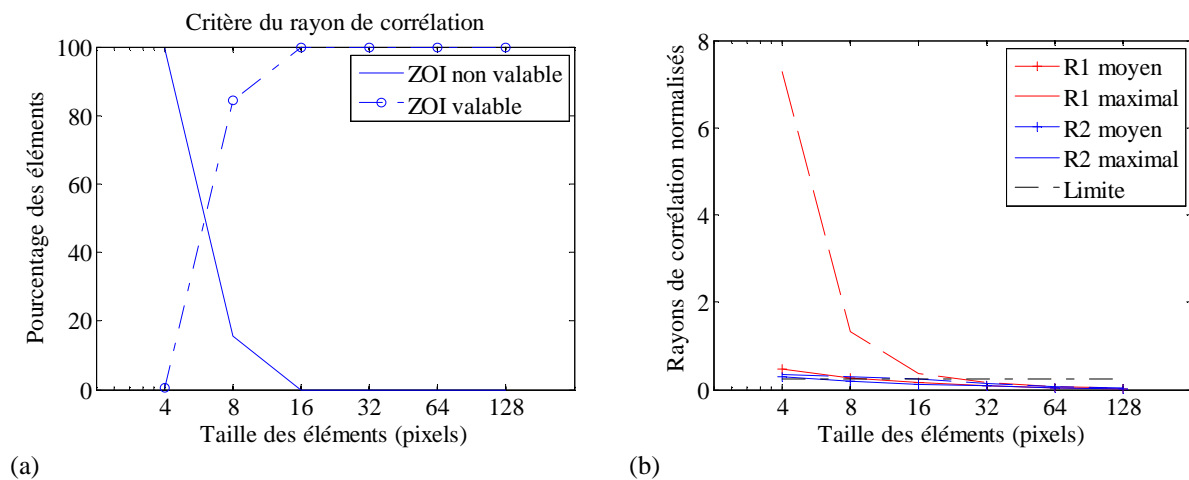 Critère du rayon de corrélation
100
80
60
40
20
0
Pourcentage des éléments
ZOI non valable
ZOI valable
4 8 16 32 64 128
Taille des éléments (pixels)
(a)
8
6
4
2
0
Rayons de corrélation normalisés
R1 moyen
R1 maximal
R2 moyen
R2 maximal
Limite
4 8 16 32 64 128
Taille des éléments (pixels)
(b)